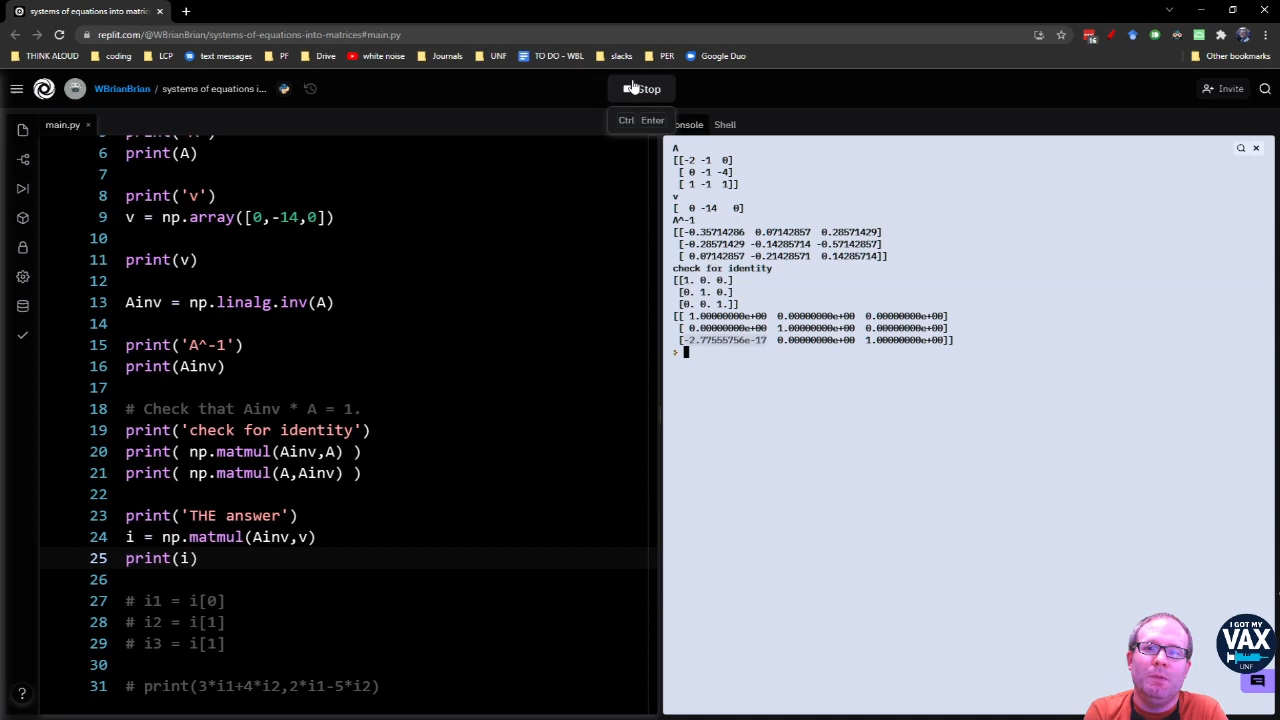 systems of equations into matri
replit.com/@WBrianBrian/systems-of-equations-into-matrices#main.py
16
THINK ALOUD coding LCP text messages PF Drive white noise Journals UNF TO DO - WBL slacks PER Google Duo Other bookmarks
WBrianBrian / systems of equations i... Stop Invite
Ctrl Enter
main.py onsole Shell
6 print(A)
7
8 print('v')
9 v = np.array([0,-14,0])
10
11 print(v)
12
13 Ainv = np.linalg.inv(A)
14
15 print('A^-1')
16 print(Ainv)
17
18 # Check that Ainv * A = 1.
19 print('check for identity')
20 print( np.matmul(Ainv,A) )
21 print( np.matmul(A,Ainv) )
22
23 print('THE answer')
24 i = np.matmul(Ainv,v)
25 print(i)
26
27 # i1 = i[0]
28 # i2 = i[1]
29 # i3 = i[1]
30
31 # print(3*i1+4*i2,2*i1-5*i2)
A
[[-2 -1  0]
[ 0 -1 -4]
[ 1 -1  1]]
v
[  0 -14   0]
A^-1
[[-0.35714286  0.07142857  0.28571429]
[-0.28571429 -0.14285714 -0.57142857]
[ 0.07142857 -0.21428571  0.14285714]]
check for identity
[[1. 0. 0.]
[0. 1. 0.]
[0. 0. 1.]]
[[ 1.00000000e+00  0.00000000e+00  0.00000000e+00]
[ 0.00000000e+00  1.00000000e+00  0.00000000e+00]
[-2.77555756e-17  0.00000000e+00  1.00000000e+00]]
>
I GOT MY
VAX
UNF
?